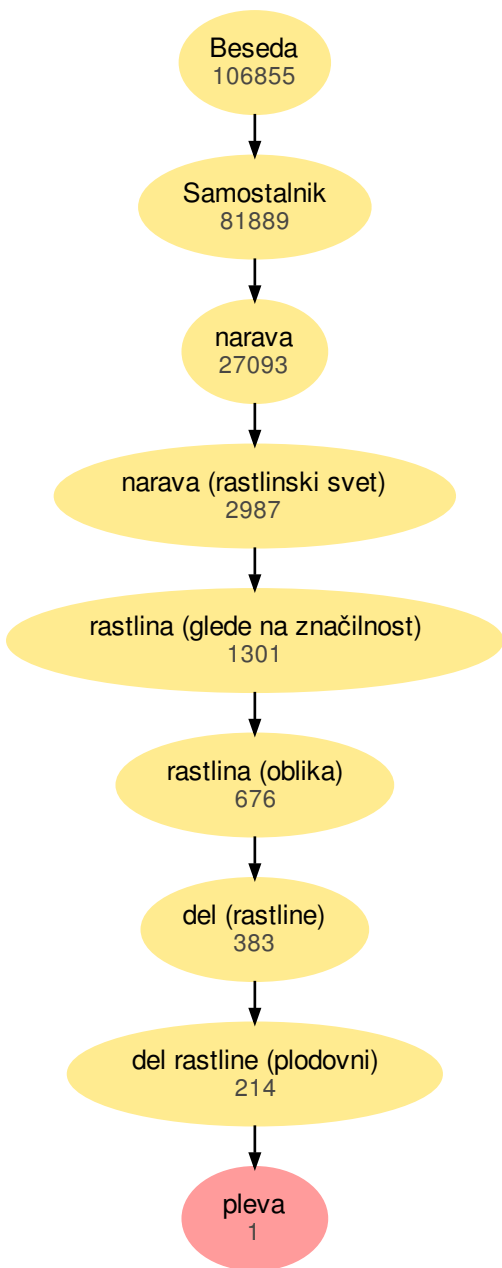 Beseda
106855
Samostalnik
81889
narava
27093
narava (rastlinski svet)
2987
rastlina (glede na značilnost)
1301
rastlina (oblika)
676
del (rastline)
383
del rastline (plodovni)
214
pleva
1